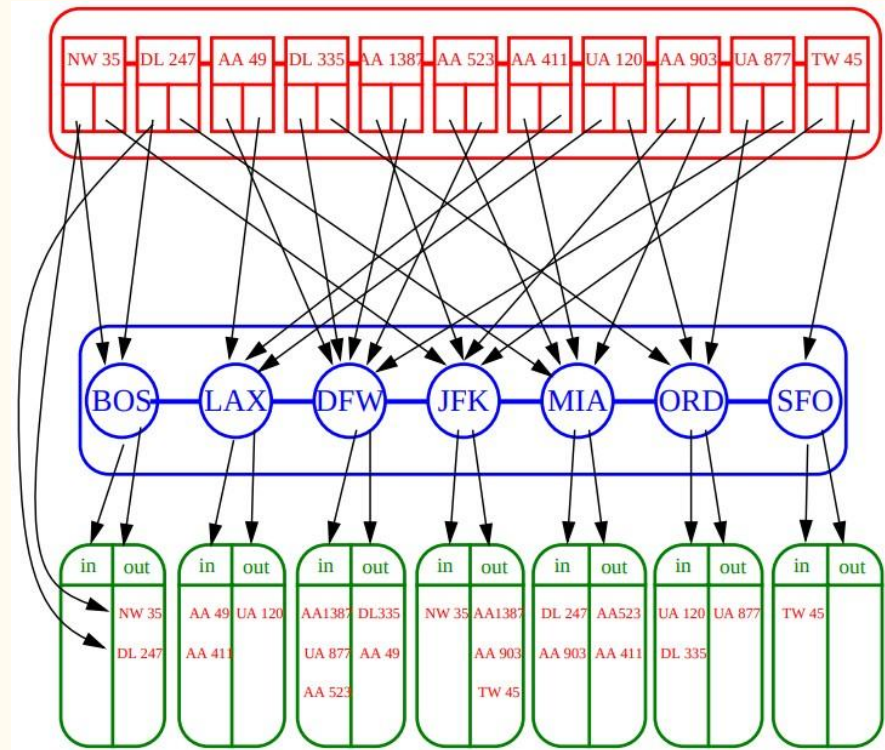 NW 35 DL 247 AA 49 DL 335 AA 1387 AA 523 AA 411 UA 120 AA 903 UA 877 TW 45
BOS LAX DFW JFK MIA ORD SFO
in out in out in out in out in out in out in out
NW 35 AA 49 UA 120 AA1387 DL335 NW 35 AA1387 DL 247 AA523 UA 120 UA 877 TW 45
DL 247 AA 411 UA 877 AA 49 AA 903 AA 903 AA 411 DL 335
AA 523 TW 45